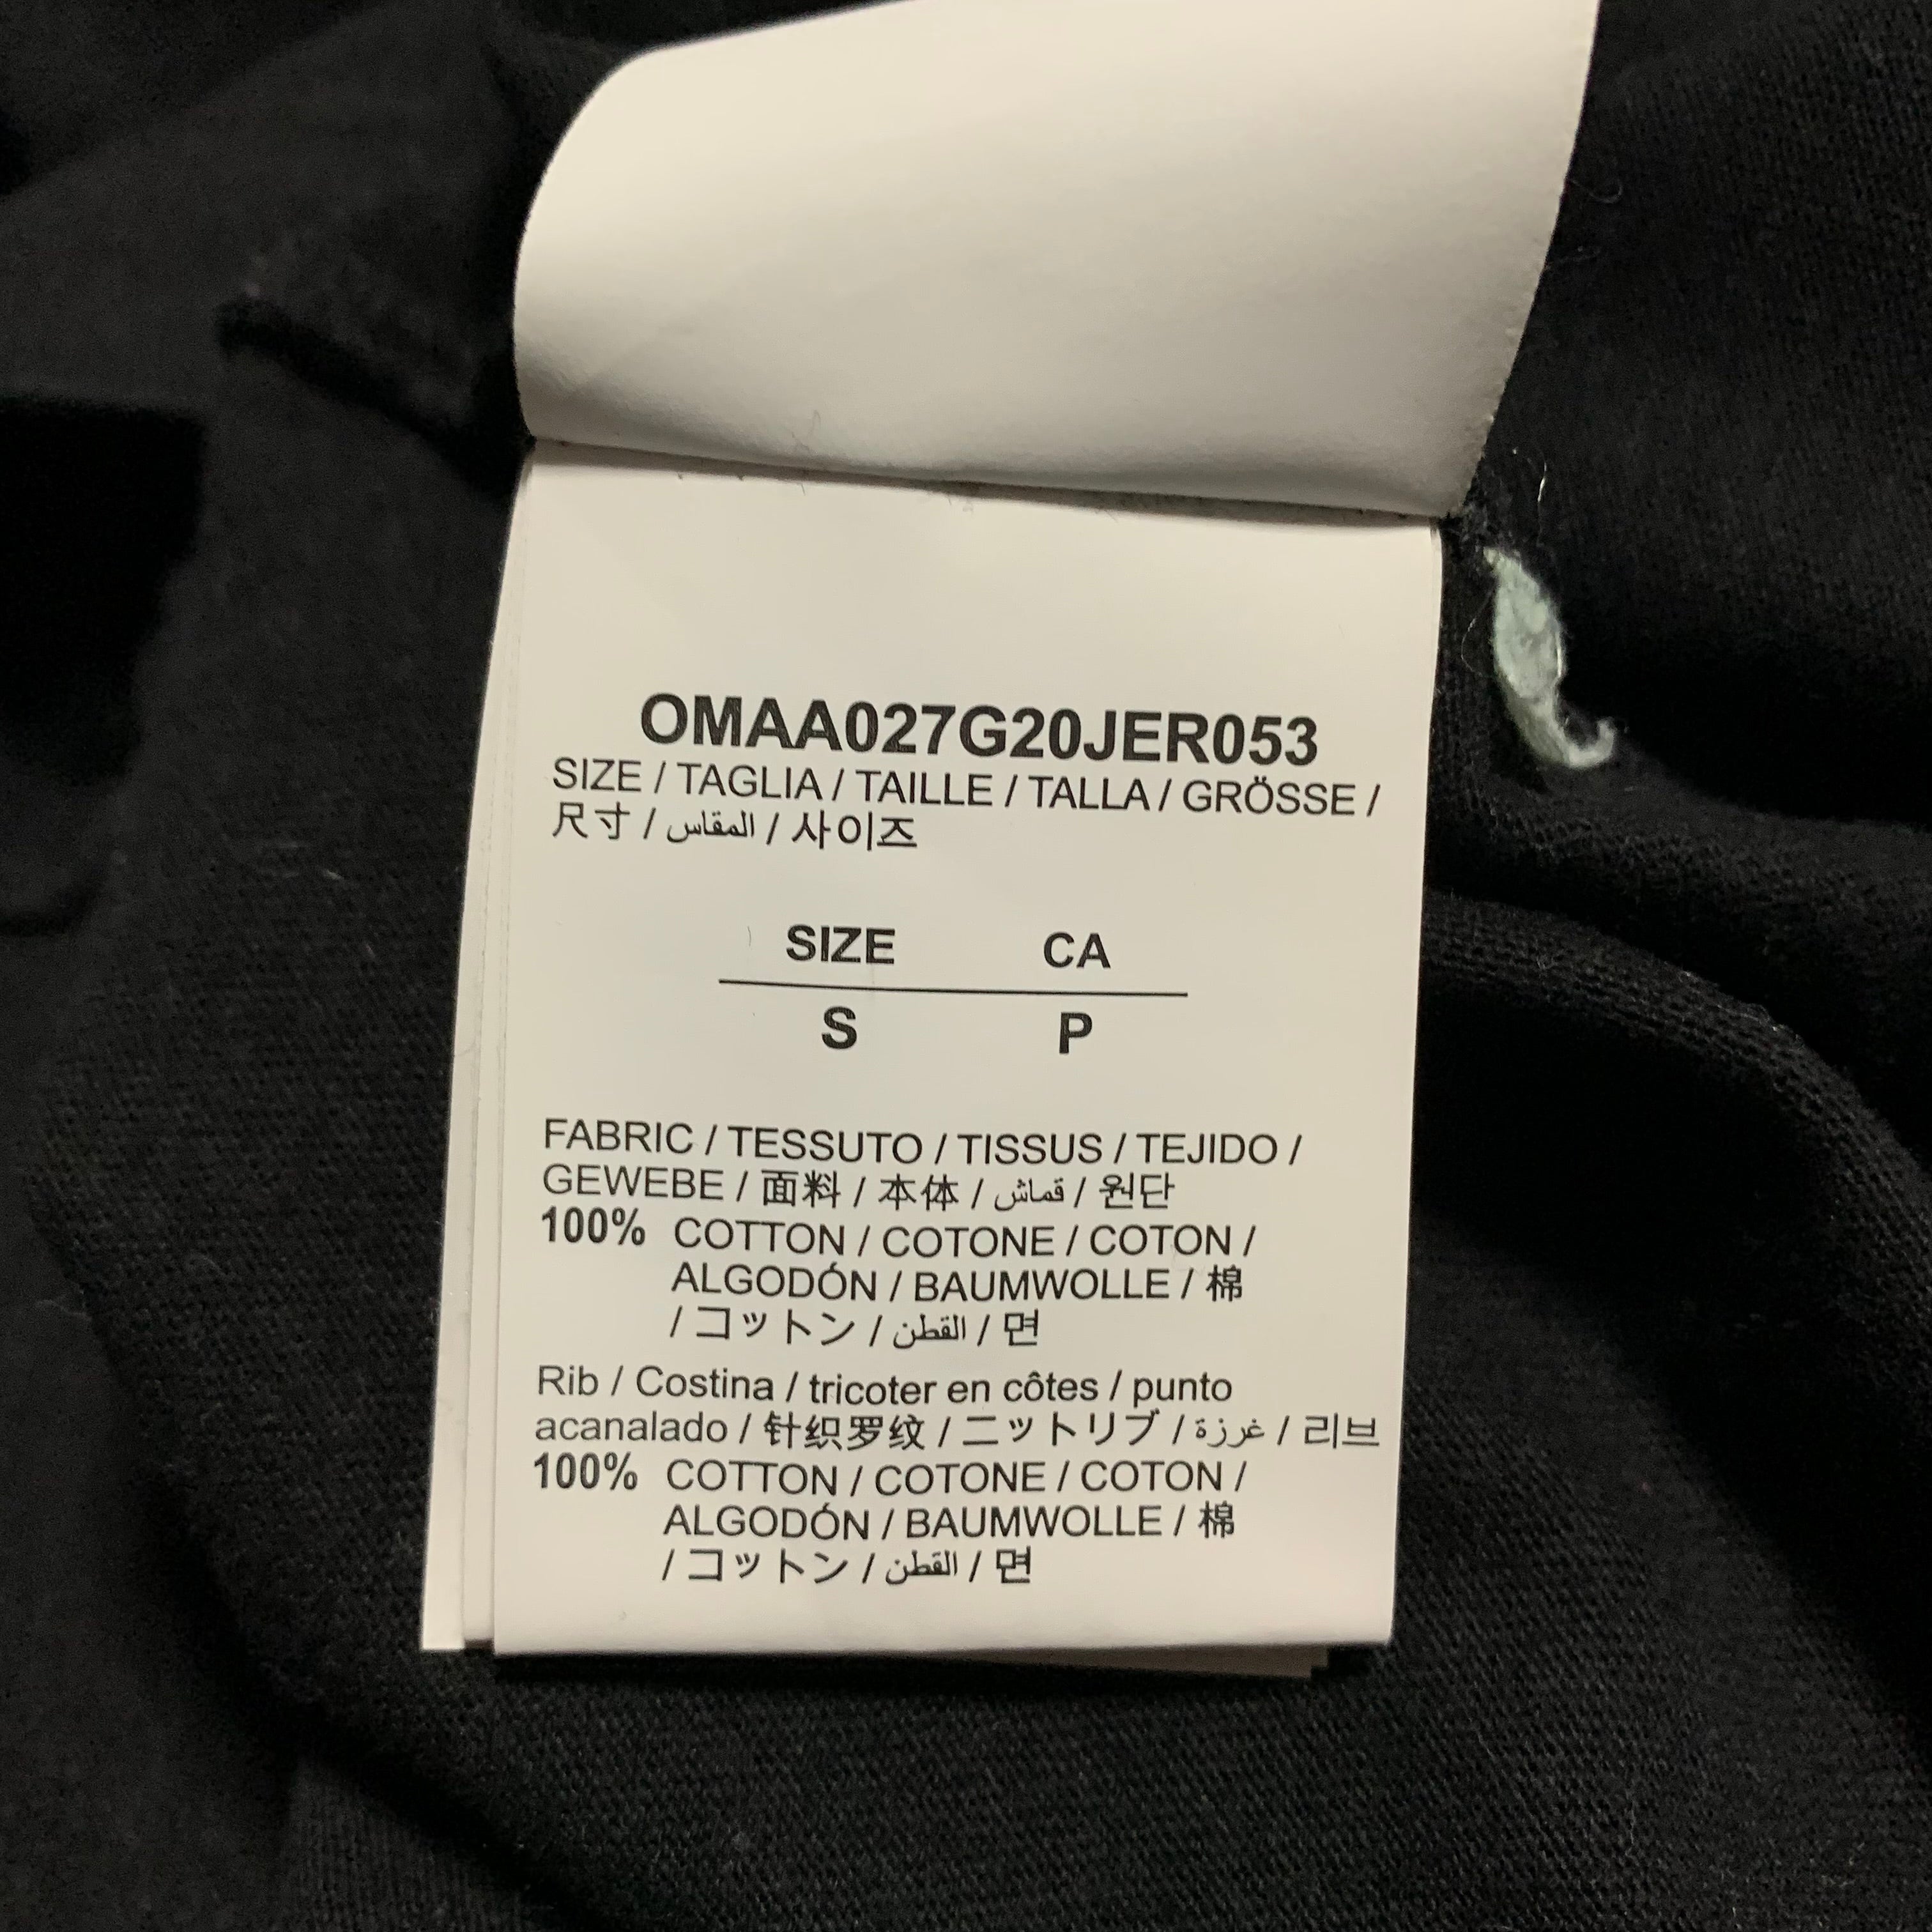 OMAA027G20JER053
SIZE / TAGLIA / TAILLE / TALLA / GRÖSSE /
尺寸 / المقاس / 사이즈
SIZE CA
S P
FABRIC / TESSUTO / TISSUS / TEJIDO /
GEWEBE / 面料 / 本体 / قماش / 원단
100% COTTON / COTONE / COTON /
ALGODÓN / BAUMWOLLE / 棉
/ コットン / القطن / 면
Rib / Costina / tricoter en côtes / punto
acanalado / 针织罗纹 / ニットリブ / غرزة / 리브
100% COTTON / COTONE / COTON /
ALGODÓN / BAUMWOLLE / 棉
/ コットン / القطن / 면